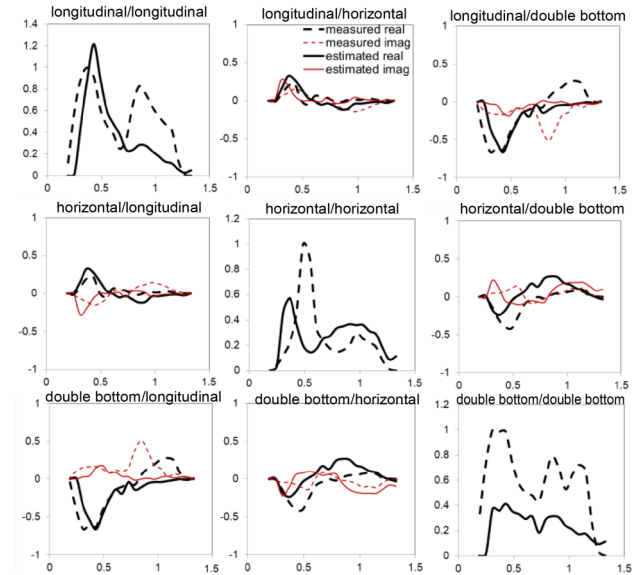 longitudinal/longitudinal
1.4
1.2
1
0.8
0.6
0.4
0.2
0
0 0.5 1 1.5
longitudinal/horizontal
measured real
measured imag
estimated real
estimated imag
1
0.5
0
-0.5
-1
0 0.5 1 1.5
longitudinal/double bottom
1
0.5
0
-0.5
-1
0 0.5 1 1.5
horizontal/longitudinal
1
0.5
0
-0.5
-1
0 0.5 1 1.5
horizontal/horizontal
1.2
1
0.8
0.6
0.4
0.2
0
0 0.5 1 1.5
horizontal/double bottom
1
0.5
0
-0.5
-1
0 0.5 1 1.5
double bottom/longitudinal
1
0.5
0
-0.5
-1
0 0.5 1 1.5
double bottom/horizontal
1
0.5
0
-0.5
-1
0 0.5 1 1.5
double bottom/double bottom
1.2
1
0.8
0.6
0.4
0.2
0
0 0.5 1 1.5